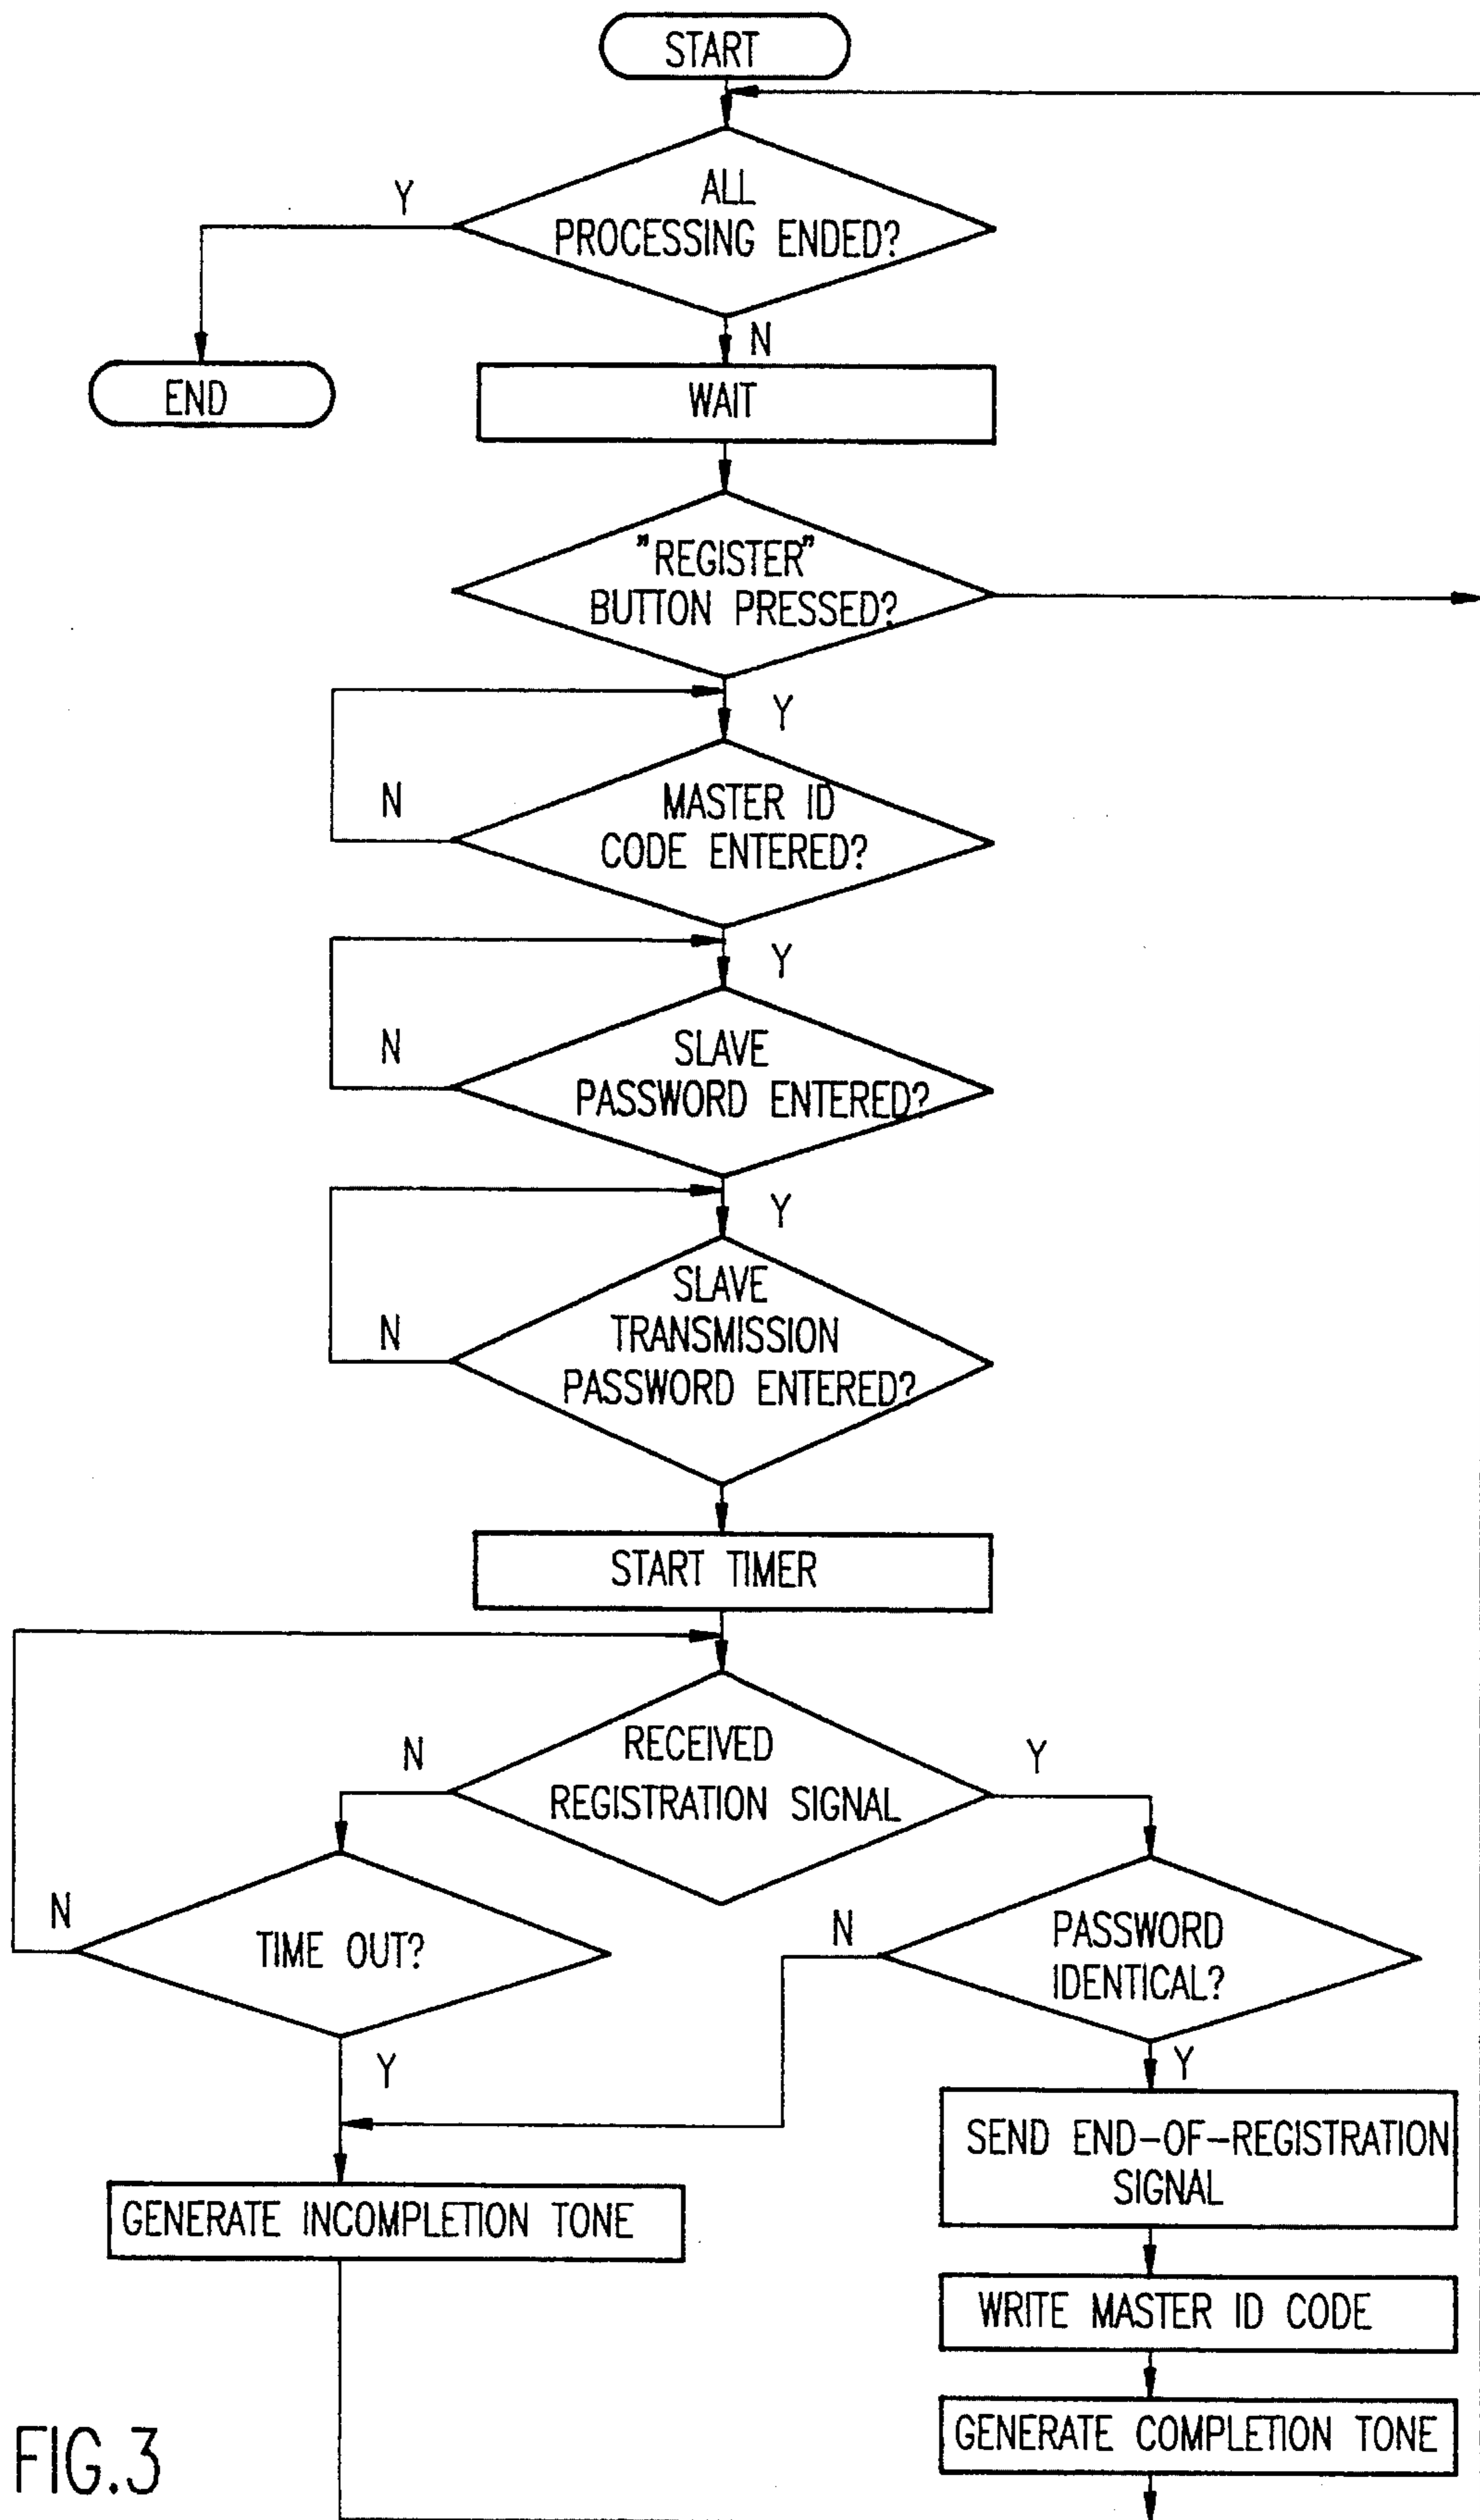 START
ALL
PROCESSING ENDED?
Y
N
END
WAIT
"REGISTER"
BUTTON PRESSED?
Y
N
MASTER ID
CODE ENTERED?
Y
N
SLAVE
PASSWORD ENTERED?
Y
N
SLAVE
TRANSMISSION
PASSWORD ENTERED?
START TIMER
N
RECEIVED
REGISTRATION SIGNAL
Y
N
TIME OUT?
N
PASSWORD
IDENTICAL?
Y
Y
SEND END-OF-REGISTRATION
SIGNAL
GENERATE INCOMPLETION TONE
WRITE MASTER ID CODE
GENERATE COMPLETION TONE
FIG.3